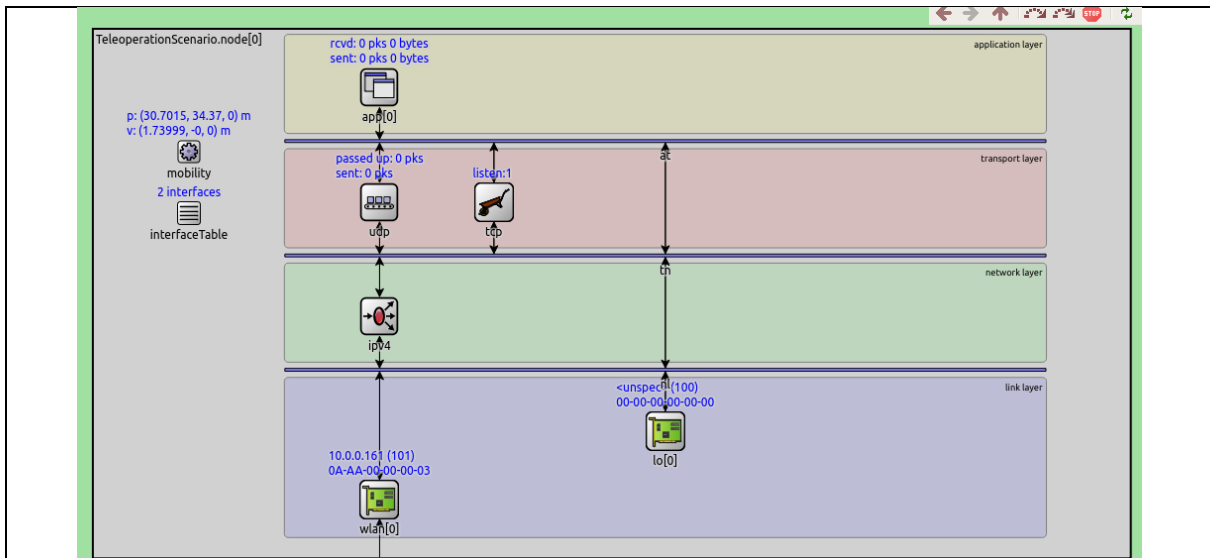 STOP
TeleoperationScenario.node[0]
rcvd: 0 pks 0 bytes
sent: 0 pks 0 bytes
application layer
app[0]
p: (30.7015, 34.37, 0) m
v: (1.73999, -0, 0) m
mobility
2 interfaces
interfaceTable
passed up: 0 pks
sent: 0 pks
listen:1
at
transport layer
udp
tcp
tn
network layer
ipv4
<unspec> (100)
nl
00-00-00-00-00-00
link layer
lo[0]
10.0.0.161 (101)
0A-AA-00-00-00-03
wlan[0]